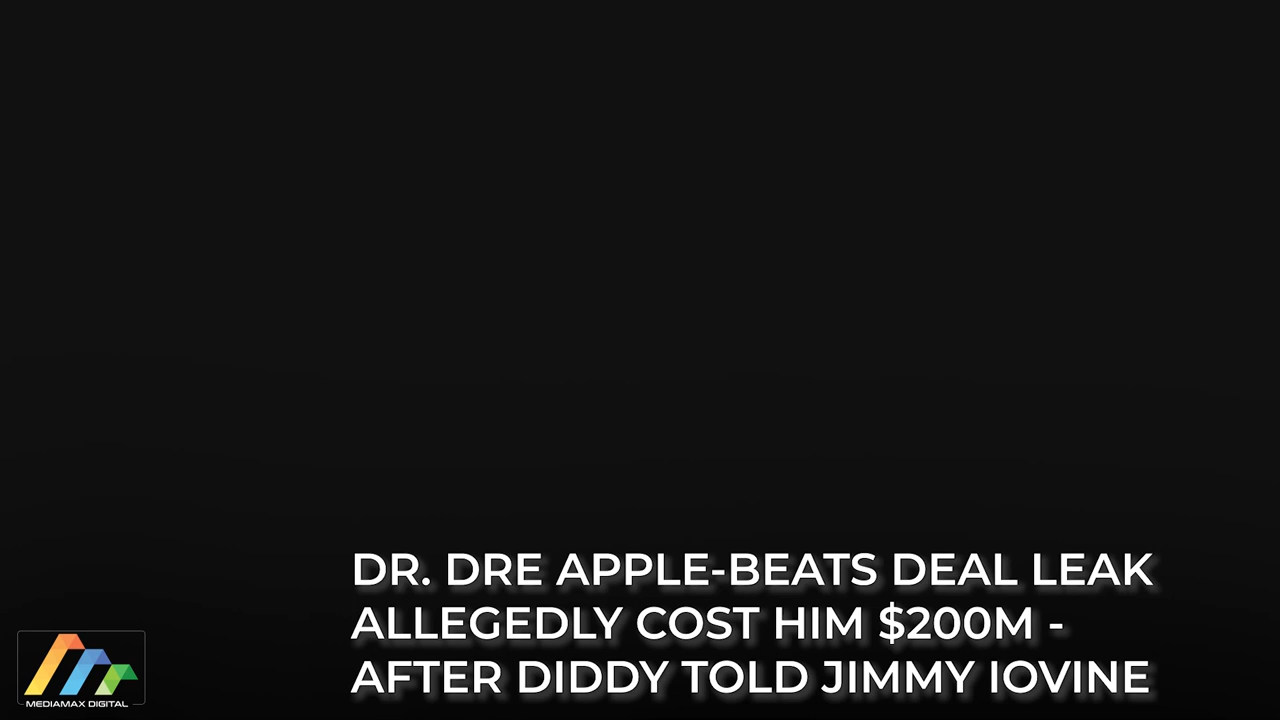 DR. DRE APPLE-BEATS DEAL LEAK
ALLEGEDLY COST HIM $200M -
AFTER DIDDY TOLD JIMMY IOVINE
MEDIAMAX DIGITAL